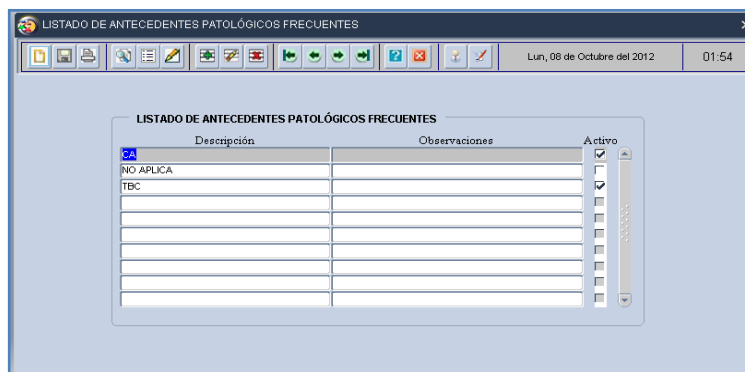 LISTADO DE ANTECEDENTES PATOLÓGICOS FRECUENTES
Lun, 08 de Octubre del 2012 01:54
LISTADO DE ANTECEDENTES PATOLÓGICOS FRECUENTES
Descripción Observaciones Activo
CA
NO APLICA
TBC